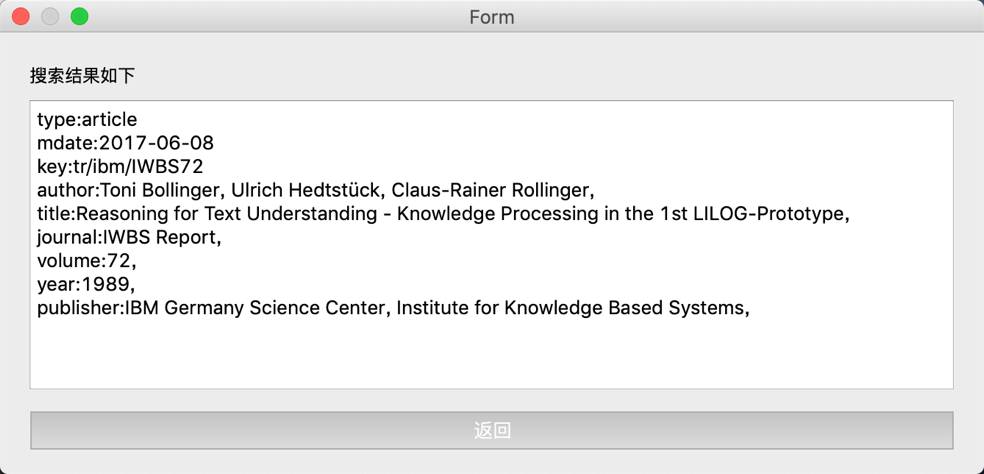 Form
搜索结果如下
type:article
mdate:2017-06-08
key:tr/ibm/IWBS72
author:Toni Bollinger, Ulrich Hedtstück, Claus-Rainer Rollinger,
title:Reasoning for Text Understanding - Knowledge Processing in the 1st LILOG-Prototype,
journal:IWBS Report,
volume:72,
year:1989,
publisher:IBM Germany Science Center, Institute for Knowledge Based Systems,
返回